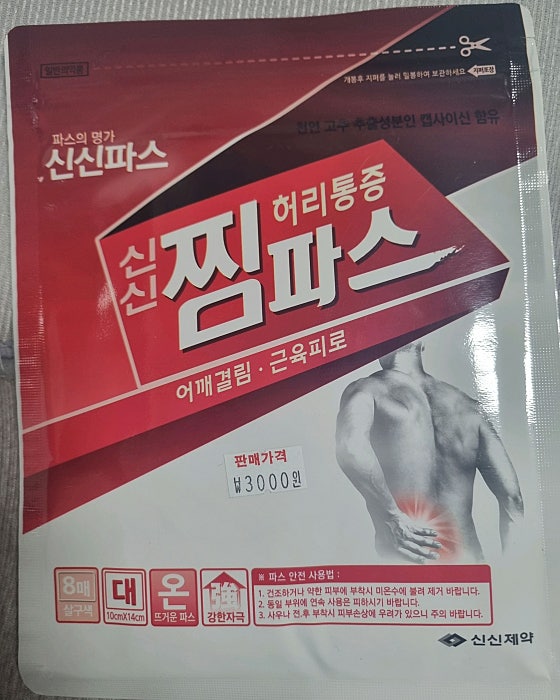 일반의약품
개봉후 지퍼를 눌러 밀봉하여 보관하세요
지퍼포장
천연 고추 추출성분인 캡사이신 함유
파스의 명가
신신파스
허리통증
신신
찜파스
어깨결림 · 근육피로
판매가격
₩3000원
8매
살구색
대
10cmX14cm
온
뜨거운 파스
強
강한자극
※ 파스 안전 사용법 :
1. 건조하거나 약한 피부에 부착시 미온수에 불려 제거 바랍니다.
2. 동일 부위에 연속 사용은 피하시기 바랍니다.
3. 사우나 전.후 부착시 피부손상에 우려가 있으니 주의 바랍니다.
신신제약